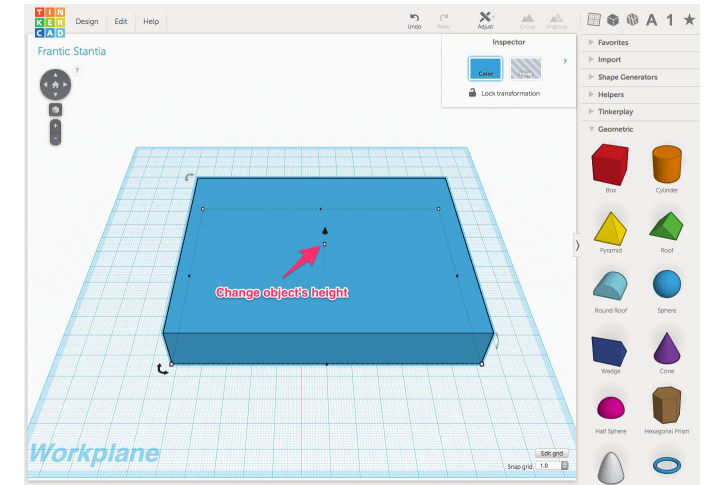 TIN
KER
CAD
Design Edit Help
Undo Redo Adjust Group Ungroup
A 1
Frantic Stantia
?
+
-
Inspector
Color Hole
?
Lock transformation
Favorites
Import
Shape Generators
Helpers
Tinkerplay
Geometric
Box Cylinder
Pyramid Roof
Round Roof Sphere
Wedge Cone
Half Sphere Hexagonal Prism
Change object's height
Workplane
Edit grid
Snap grid 1.0